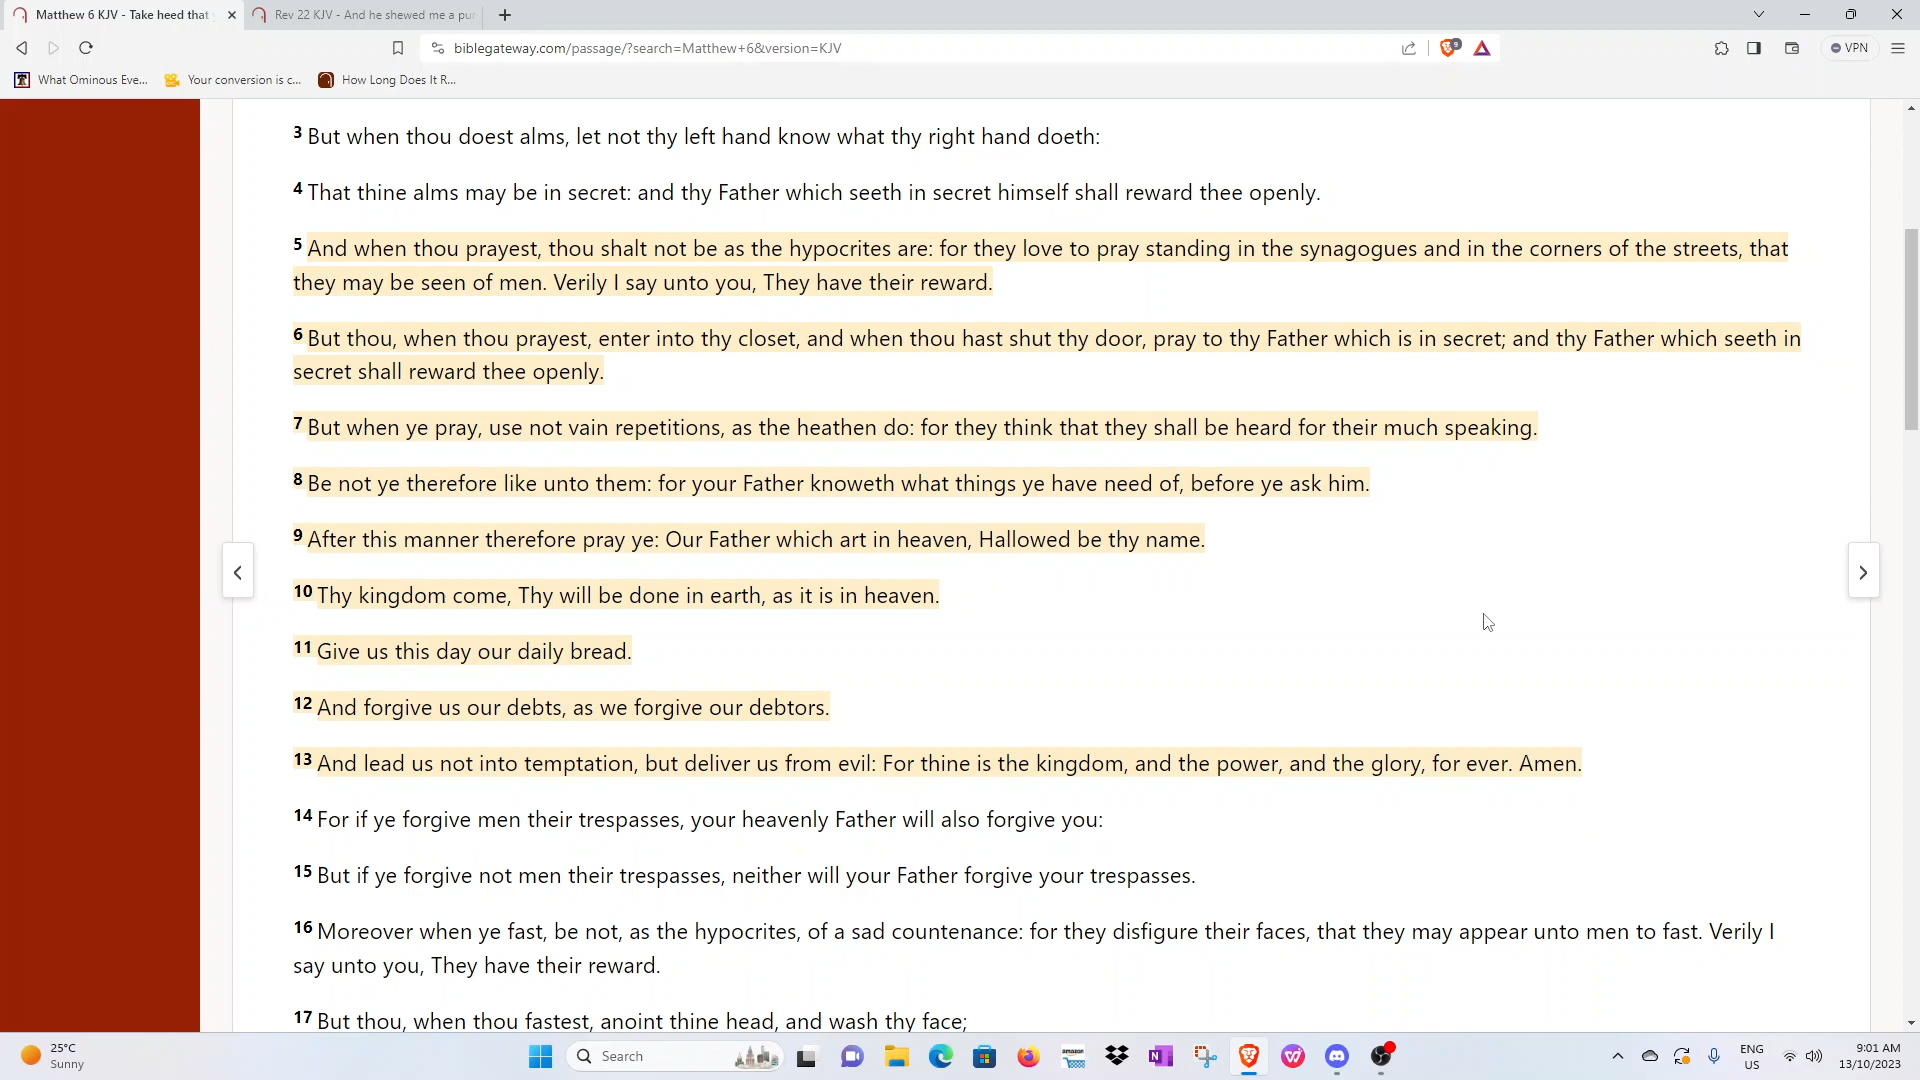 Matthew 6 KJV - Take heed that
Rev 22 KJV - And he shewed me a pu
biblegateway.com/passage/?search=Matthew+6&version=KJV
9
VPN
What Ominous Eve...
Your conversion is c...
How Long Does It R...
3 But when thou doest alms, let not thy left hand know what thy right hand doeth:
4 That thine alms may be in secret: and thy Father which seeth in secret himself shall reward thee openly.
5 And when thou prayest, thou shalt not be as the hypocrites are: for they love to pray standing in the synagogues and in the corners of the streets, that
they may be seen of men. Verily I say unto you, They have their reward.
6 But thou, when thou prayest, enter into thy closet, and when thou hast shut thy door, pray to thy Father which is in secret; and thy Father which seeth in
secret shall reward thee openly.
7 But when ye pray, use not vain repetitions, as the heathen do: for they think that they shall be heard for their much speaking.
8 Be not ye therefore like unto them: for your Father knoweth what things ye have need of, before ye ask him.
9 After this manner therefore pray ye: Our Father which art in heaven, Hallowed be thy name.
10 Thy kingdom come, Thy will be done in earth, as it is in heaven.
11 Give us this day our daily bread.
12 And forgive us our debts, as we forgive our debtors.
13 And lead us not into temptation, but deliver us from evil: For thine is the kingdom, and the power, and the glory, for ever. Amen.
14 For if ye forgive men their trespasses, your heavenly Father will also forgive you:
15 But if ye forgive not men their trespasses, neither will your Father forgive your trespasses.
16 Moreover when ye fast, be not, as the hypocrites, of a sad countenance: for they disfigure their faces, that they may appear unto men to fast. Verily I
say unto you, They have their reward.
17 But thou, when thou fastest, anoint thine head, and wash thy face;
25°C
Sunny
Search
amazon
ENG
US
9:01 AM
13/10/2023